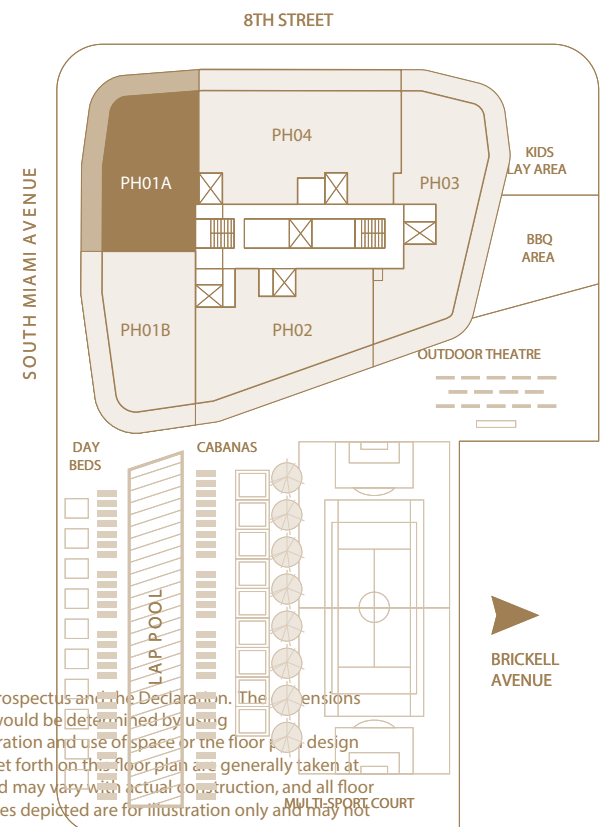 8TH STREET
SOUTH MIAMI AVENUE
PH04
PH01A
PH03
KIDS
LAY AREA
BBQ
AREA
PH01B
PH02
OUTDOOR THEATRE
DAY
BEDS
CABANAS
LAP POOL
BRICKELL
AVENUE
rospectus and the Declaration. The ensions
would be determined by using
ration and use of space or the floor design
et forth on this floor plan are generally taken at
d may vary with actual construction, and all floor
es depicted are for illustration only and may not
MULTI-SPORT COURT